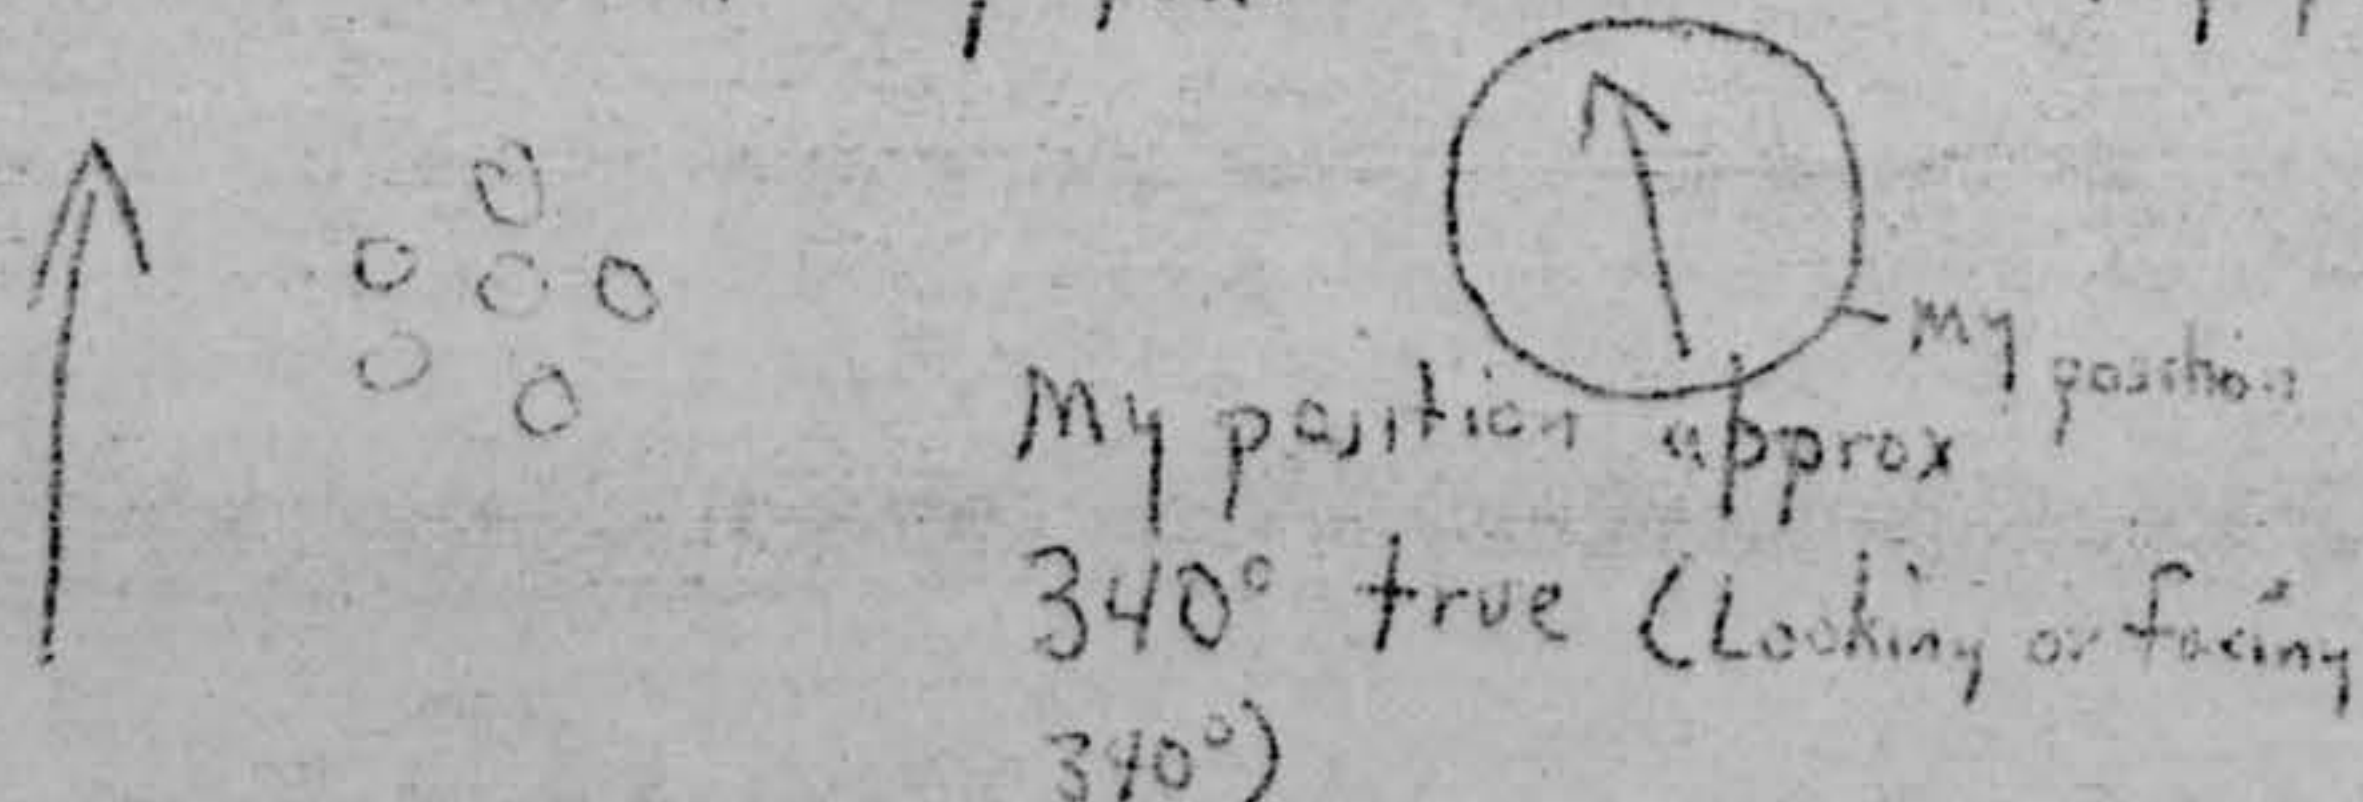 My position
My position approx
340° true (Looking or facing
340°)